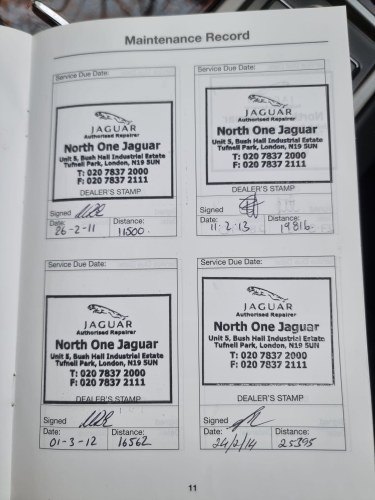 Maintenance Record
Service Due Date:
JAGUAR
Authorised Repairer
North One Jaguar
Unit 5, Bush Hall Industrial Estate
Tufnell Park, London, N19 5UN
T: 020 7837 2000
F: 020 7837 2111
DEALER'S STAMP
Signed
Date: Distance:
26-2-11 11500
Service Due Date:
JAGUAR
Authorised Repairer
North One Jaguar
Unit 5, Bush Hall Industrial Estate
Tufnell Park, London, N19 5UN
T: 020 7837 2000
F: 020 7837 2111
DEALER'S STAMP
Signed
Date: Distance:
11.2.13 19816
Service Due Date:
JAGUAR
Authorised Repairer
North One Jaguar
Unit 5, Bush Hall Industrial Estate
Tufnell Park, London, N19 5UN
T: 020 7837 2000
F: 020 7837 2111
DEALER'S STAMP
Signed
Date: Distance:
01-3-12 16562
Service Due Date:
JAGUAR
Authorised Repairer
North One Jaguar
Unit 5, Bush Hall Industrial Estate
Tufnell Park, London, N19 5UN
T: 020 7837 2000
F: 020 7837 2111
DEALER'S STAMP
Signed
Date: Distance:
24/2/14 25395
11